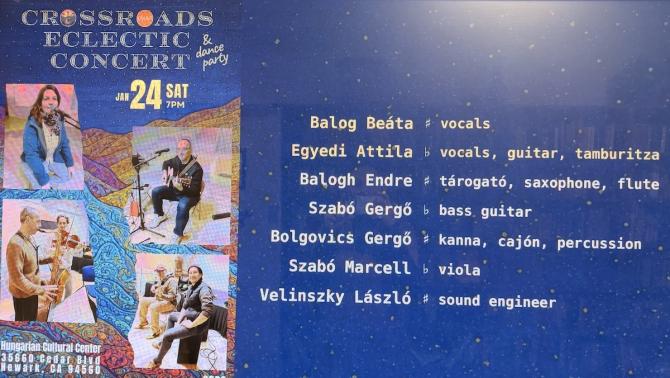 CROSSROADS
ECLECTIC
CONCERT
& dance party
JAN 24 SAT
7PM
Balog Beáta ♯ vocals
Egyedi Attila ♭ vocals, guitar, tamburitza
Balogh Endre ♯ tárogató, saxophone, flute
Szabó Gergő ♭ bass guitar
Bolgovics Gergő ♯ kanna, cajón, percussion
Szabó Marcell ♭ viola
Velinszky László ♯ sound engineer
Hungarian Cultural Center
35660 Cedar Blvd
Newark, CA 94560